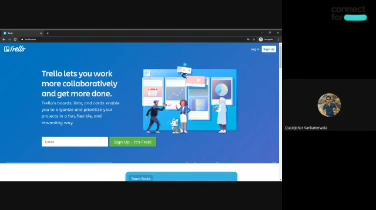 connect
for
Trello
Log in
Sign Up
Trello lets you work
more collaboratively
and get more done.
Trello's boards, lists, and cards enable
you to organize and prioritize your
projects in a fun, flexible, and
rewarding way.
Email
Sign Up - It's Free!